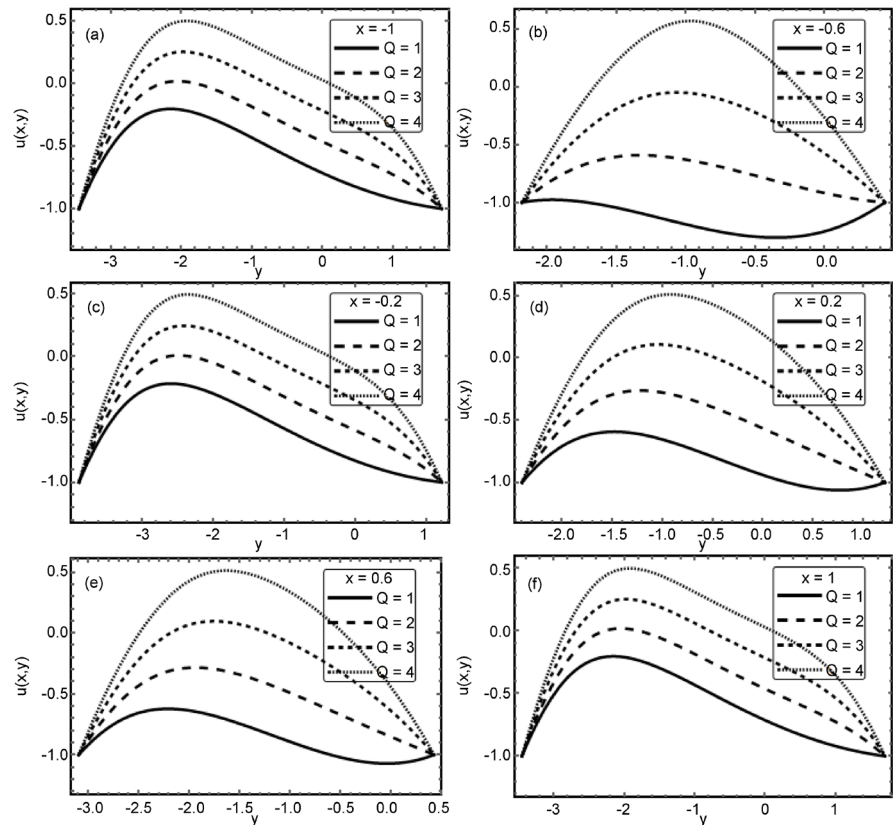 (a)
x = -1
Q = 1
Q = 2
Q = 3
Q = 4
0.5
0.0
-0.5
-1.0
u(x,y)
-3
-2
-1
0
1
y
(b)
x = -0.6
Q = 1
Q = 2
Q = 3
Q = 4
0.5
0.0
-0.5
-1.0
u(x,y)
-2.0
-1.5
-1.0
-0.5
0.0
y
(c)
x = -0.2
Q = 1
Q = 2
Q = 3
Q = 4
0.5
0.0
-0.5
-1.0
u(x,y)
-3
-2
-1
0
1
y
(d)
x = 0.2
Q = 1
Q = 2
Q = 3
Q = 4
0.5
0.0
-0.5
-1.0
u(x,y)
-2.0
-1.5
-1.0
-0.5
0.0
0.5
1.0
y
(e)
x = 0.6
Q = 1
Q = 2
Q = 3
Q = 4
0.5
0.0
-0.5
-1.0
u(x,y)
-3.0
-2.5
-2.0
-1.5
-1.0
-0.5
0.0
0.5
y
(f)
x = 1
Q = 1
Q = 2
Q = 3
Q = 4
0.5
0.0
-0.5
-1.0
u(x,y)
-3
-2
-1
0
1
y